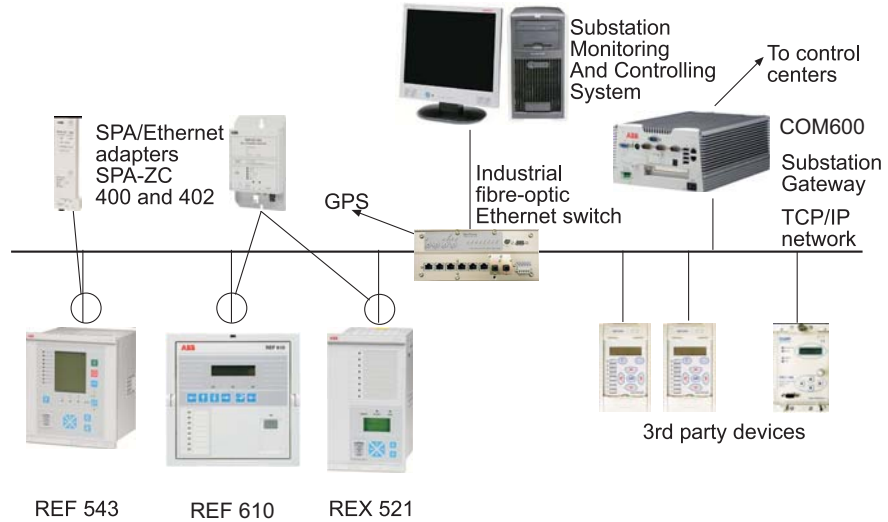 Substation
Monitoring
And Controlling
System
To control
centers
ABB
COM600
Substation
Gateway
TCP/IP
network
SPA/Ethernet
adapters
SPA-ZC
400 and 402
Industrial
fibre-optic
Ethernet switch
GPS
ABB
REF 610
3rd party devices
REF 543
REF 610
REX 521